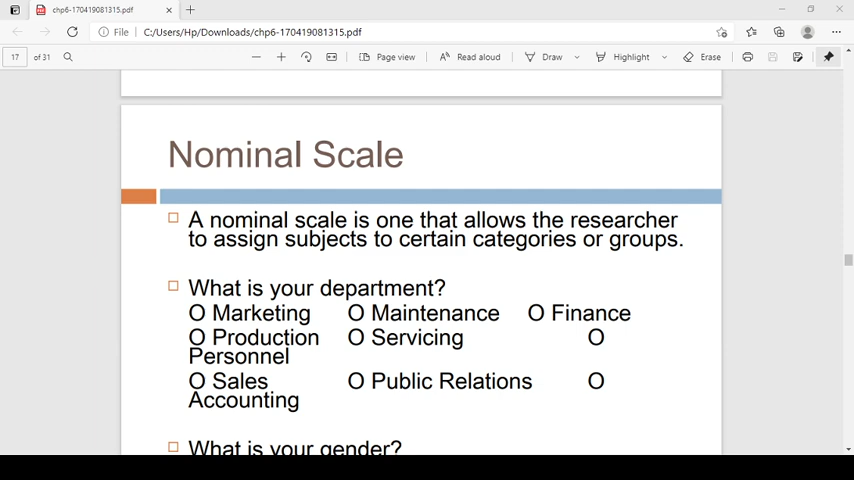 chp6-170419081315.pdf
File C:/Users/Hp/Downloads/chp6-170419081315.pdf
17 of 31 Page view Read aloud Draw Highlight Erase
Nominal Scale
A nominal scale is one that allows the researcher
to assign subjects to certain categories or groups.
What is your department?
O Marketing O Maintenance O Finance
O Production O Servicing O
Personnel
O Sales O Public Relations O
Accounting
What is your gender?